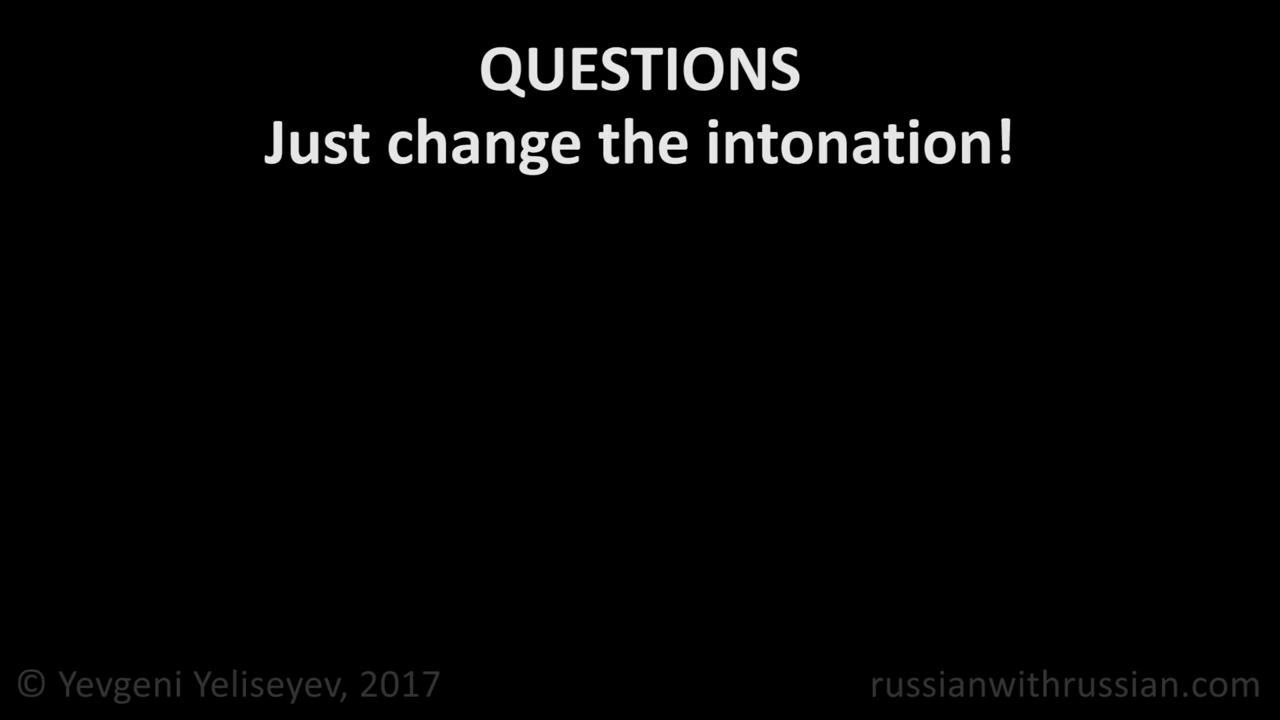 QUESTIONS
Just change the intonation!
© Yevgeni Yeliseyev, 2017
russianwithrussian.com